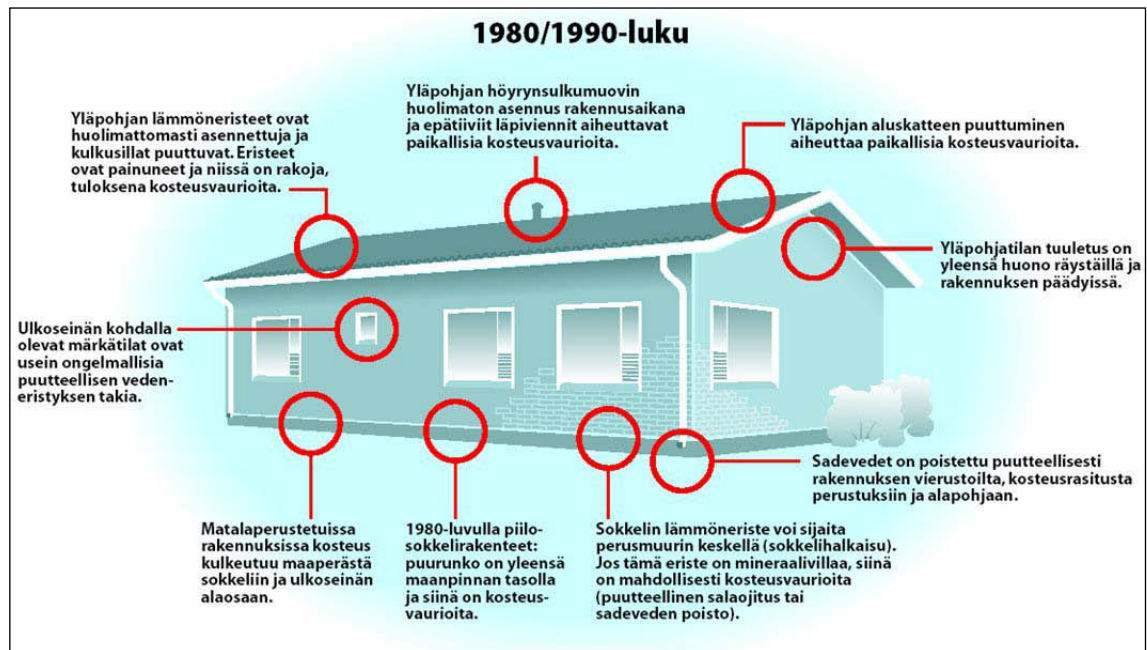 1980/1990-luku
Yläpohjan lämmöneristeet ovat
huolimattomasti asennettuja ja
kulkusillat puuttuvat. Eristeet
ovat painuneet ja niissä on rakoja,
tuloksena kosteusvaurioita.
Yläpohjan höyrynsulkumuovin
huolimaton asennus rakennusaikana
ja epätiiviit läpiviennit aiheuttavat
paikallisia kosteusvaurioita.
Yläpohjan aluskatteen puuttuminen
aiheuttaa paikallisia kosteusvaurioita.
Yläpohjatilan tuuletus on
yleensä huono räystäillä ja
rakennuksen päädyissä.
Ulkoseinän kohdalla
olevat märkätilat ovat
usein ongelmallisia
puutteellisen veden-
eristyksen takia.
Sadevedet on poistettu puutteellisesti
rakennuksen vierustoilta, kosteusrasitusta
perustuksiin ja alapohjaan.
Matalaperustetuissa
rakennuksissa kosteus
kulkeutuu maaperästä
sokkeliin ja ulkoseinän
alaosaan.
1980-luvulla piilo-
sokkelirakenteet:
puurunko on yleensä
maanpinnan tasolla
ja siinä on kosteus-
vaurioita.
Sokkelin lämmöneriste voi sijaita
perusmuurin keskellä (sokkelihalkaisu).
Jos tämä eriste on mineraalivillaa, siinä
on mahdollisesti kosteusvaurioita
(puutteellinen salaojitus tai
sadeveden poisto).